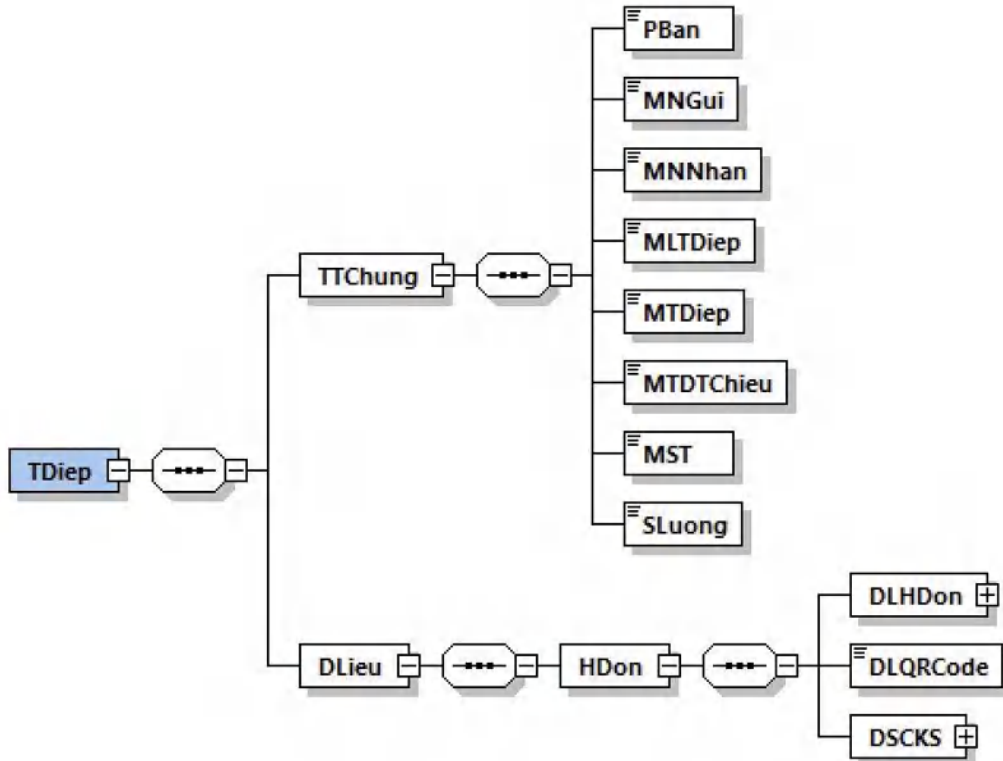 PBan
MNGui
MNNhan
MLTDiep
TTChung
MTDiep
MTDTChieu
MST
TDiep
SLuong
DLHDon
DLieu
HDon
DLQRCode
DSCKS